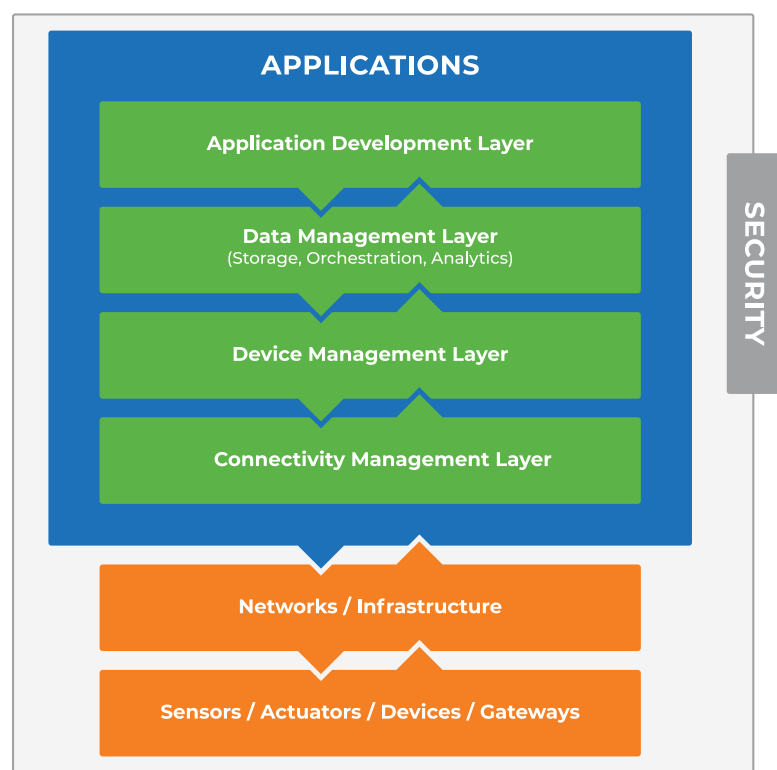 APPLICATIONS
Application Development Layer
Data Management Layer
(Storage, Orchestration, Analytics)
Device Management Layer
Connectivity Management Layer
Networks / Infrastructure
Sensors / Actuators / Devices / Gateways
SECURITY